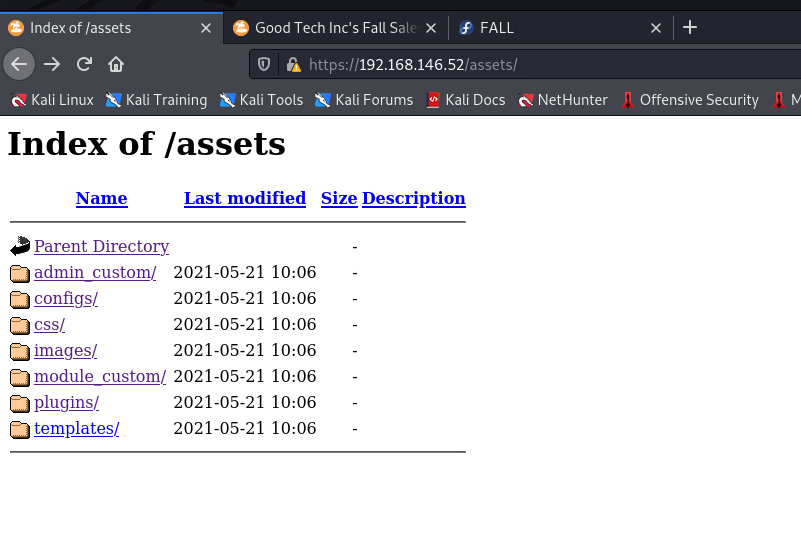 Index of /assets
Good Tech Inc's Fall Sale
FALL
https://192.168.146.52/assets/
Kali Linux Kali Training Kali Tools Kali Forums Kali Docs NetHunter Offensive Security M
Index of /assets
Name Last modified Size Description
Parent Directory -
admin_custom/ 2021-05-21 10:06 -
configs/ 2021-05-21 10:06 -
css/ 2021-05-21 10:06 -
images/ 2021-05-21 10:06 -
module_custom/ 2021-05-21 10:06 -
plugins/ 2021-05-21 10:06 -
templates/ 2021-05-21 10:06 -